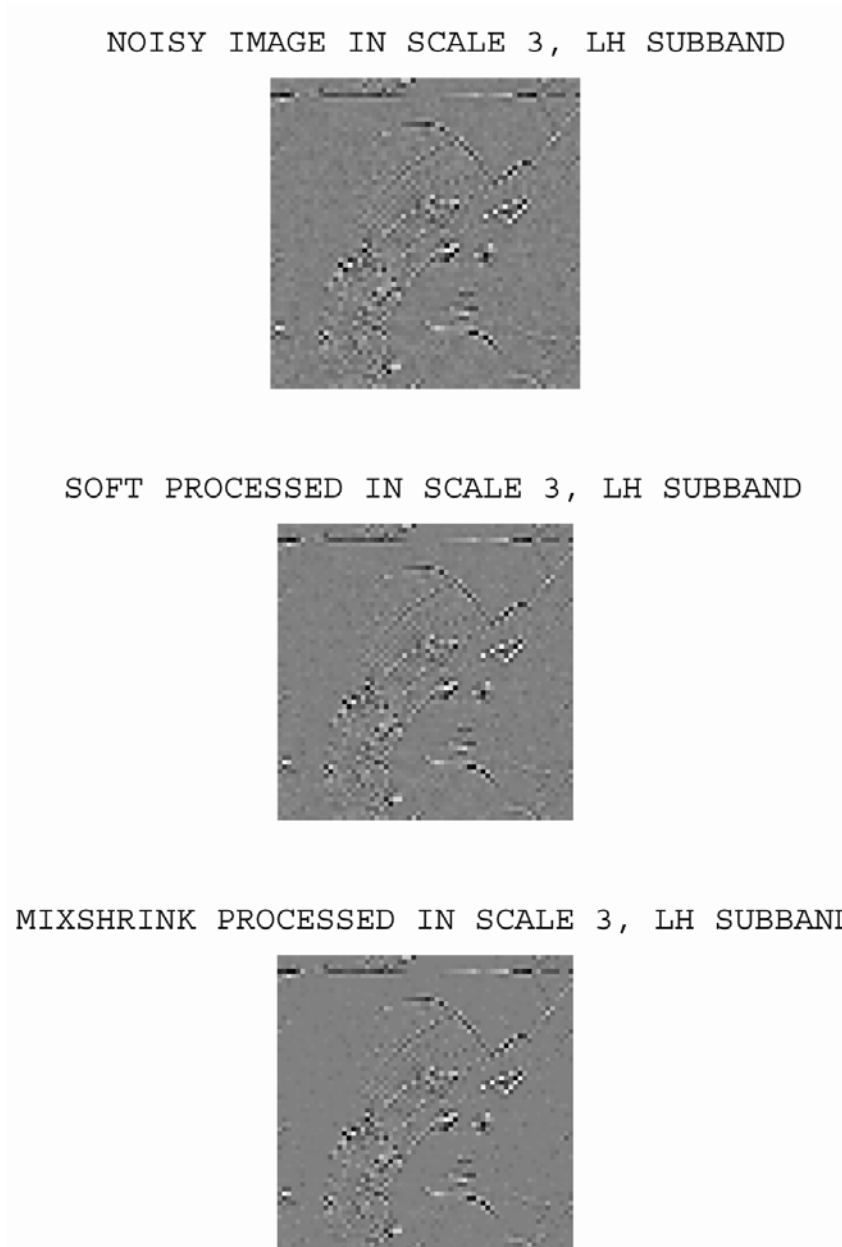 NOISY IMAGE IN SCALE 3, LH SUBBAND
SOFT PROCESSED IN SCALE 3, LH SUBBAND
MIXSHRINK PROCESSED IN SCALE 3, LH SUBBAND